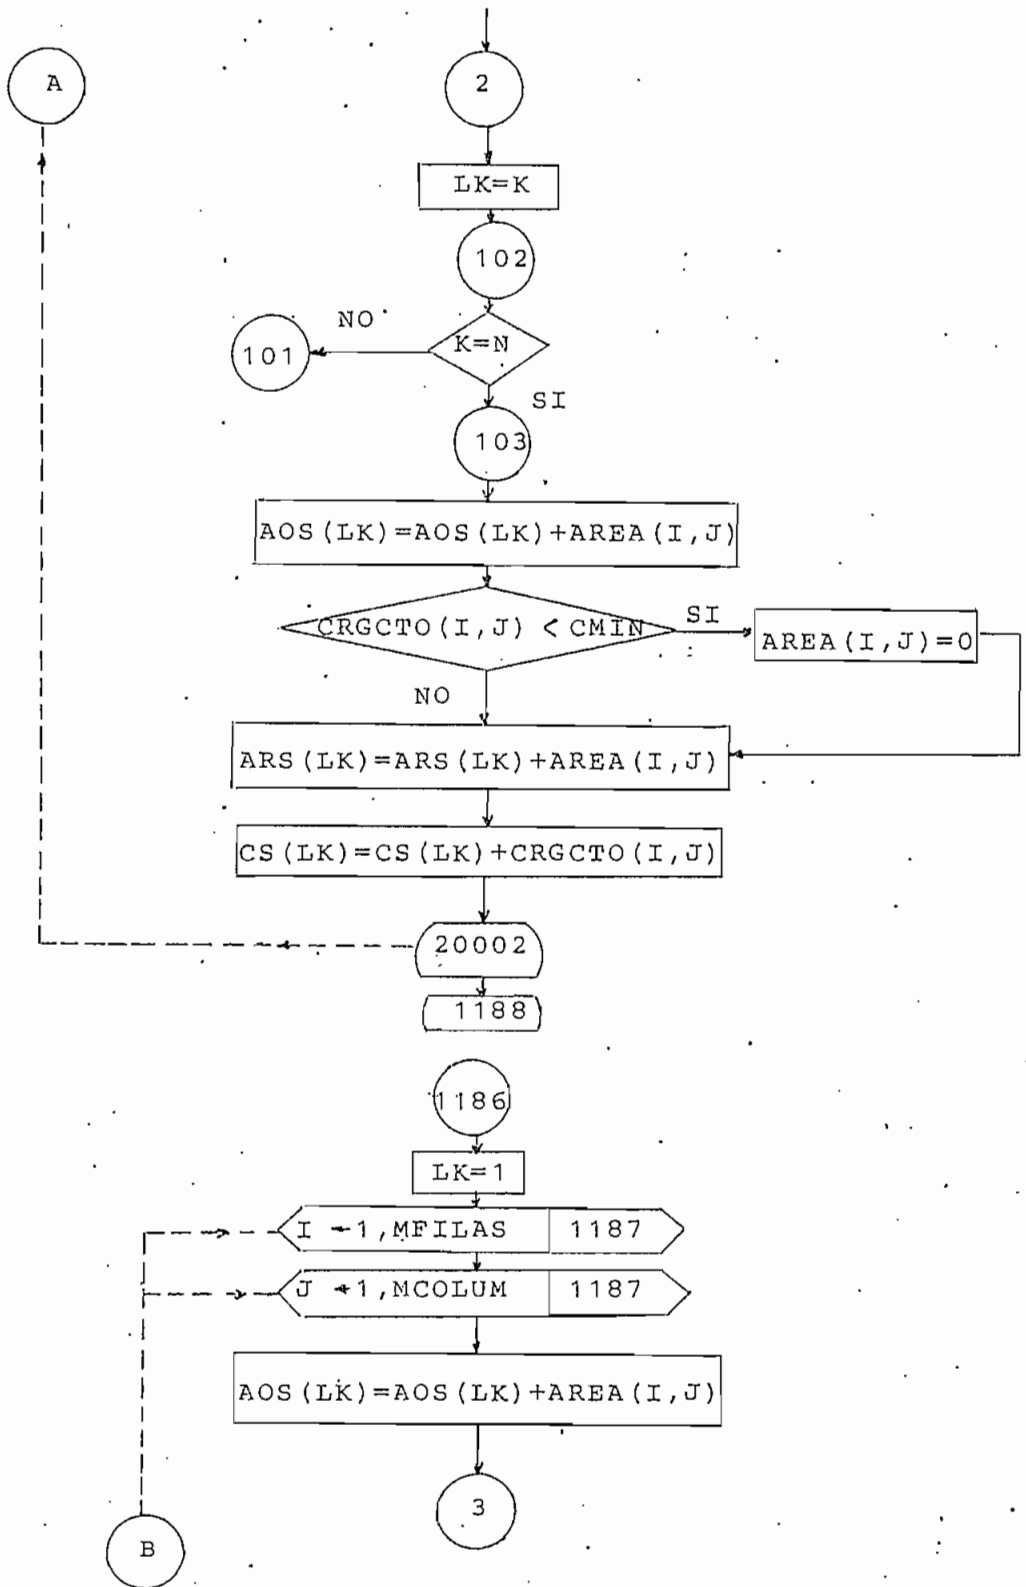 A
2
LK=K
102
NO
K=N
101
SI
103
AOS(LK)=AOS(LK)+AREA(I,J)
CRGCTO(I,J) < CMIN
SI
AREA(I,J)=0
NO
ARS(LK)=ARS(LK)+AREA(I,J)
CS(LK)=CS(LK)+CRGCTO(I,J)
20002
1188
1186
LK=1
I ←1,MFILAS 1187
J ←1,MCOLUM 1187
AOS(LK)=AOS(LK)+AREA(I,J)
3
B